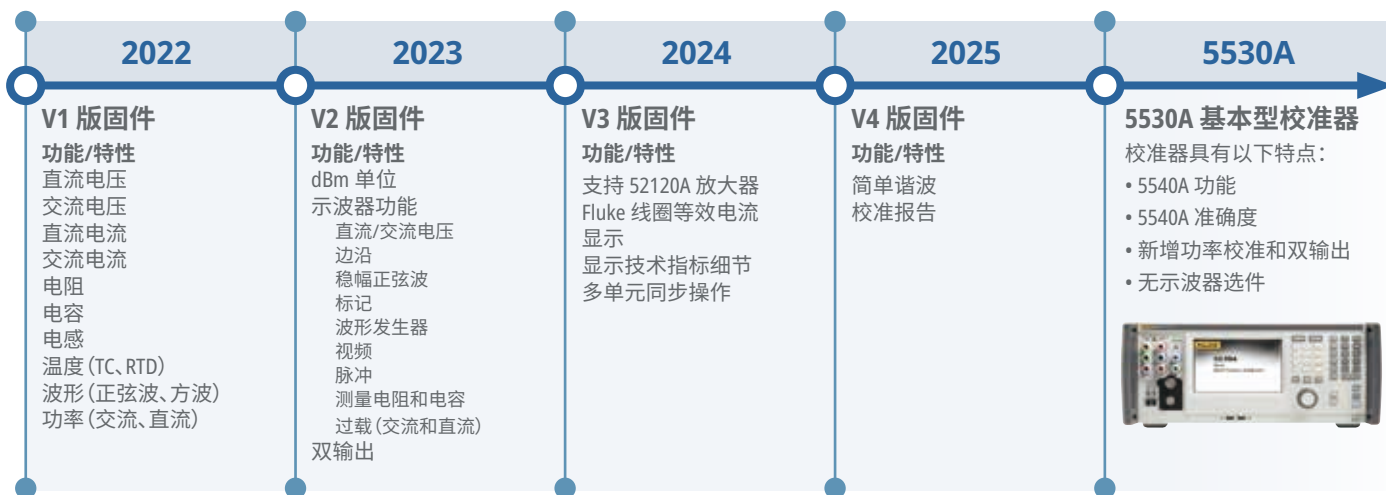 2022
2023
2024
2025
5530A
V1 版固件
功能/特性
直流电压
交流电压
直流电流
交流电流
电阻
电容
电感
温度（TC、RTD）
波形（正弦波、方波）
功率（交流、直流）
V2 版固件
功能/特性
dBm 单位
示波器功能
直流/交流电压
边沿
稳幅正弦波
标记
波形发生器
视频
脉冲
测量电阻和电容
过载（交流和直流）
双输出
V3 版固件
功能/特性
支持 52120A 放大器
Fluke 线圈等效电流
显示
显示技术指标细节
多单元同步操作
V4 版固件
功能/特性
简单谐波
校准报告
5530A 基本型校准器
校准器具有以下特点：
• 5540A 功能
• 5540A 准确度
• 新增功率校准和双输出
• 无示波器选件